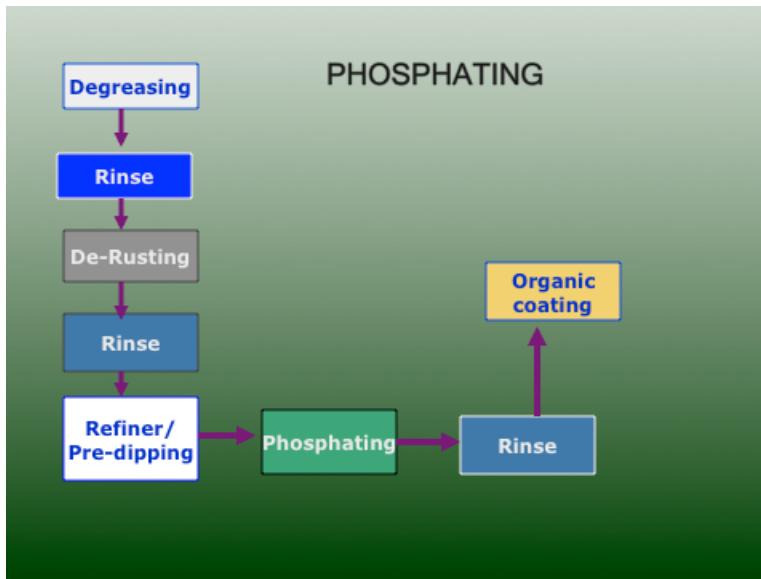 PHOSPHATING
Degreasing
Rinse
De-Rusting
Rinse
Refiner/
Pre-dipping
Phosphating
Rinse
Organic
coating